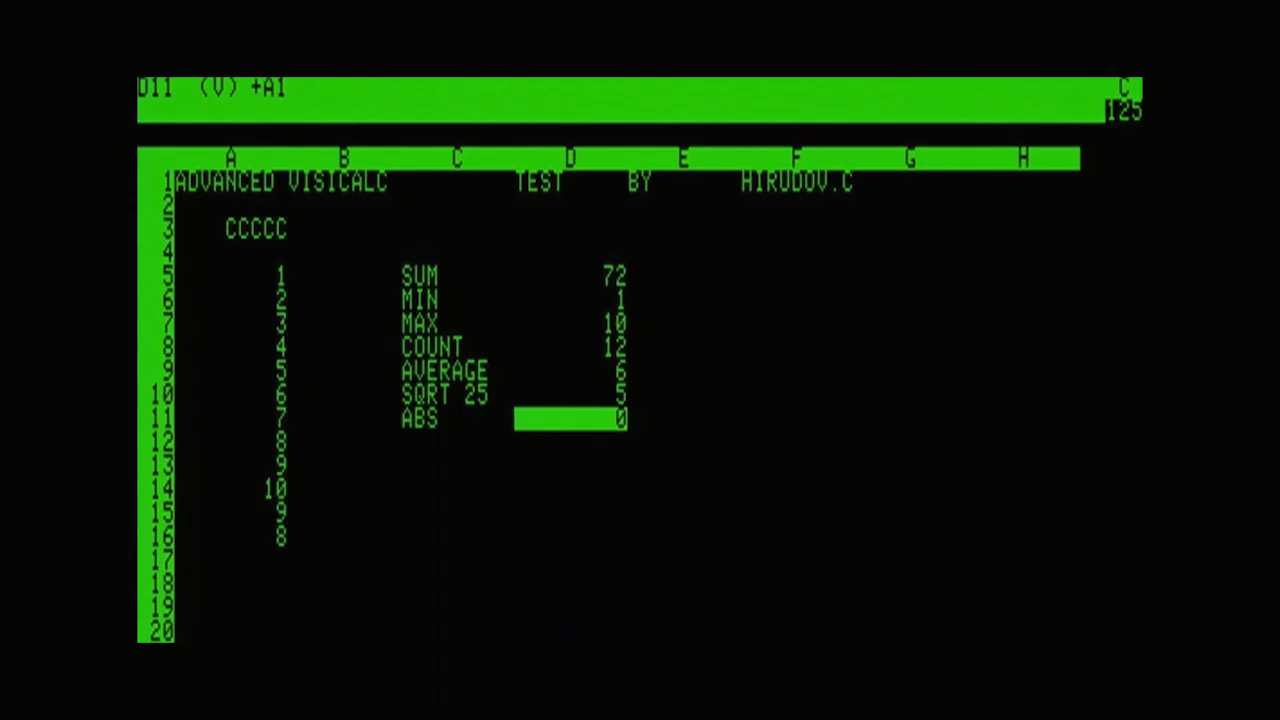 D11 (V) +A1 C
125
A B C D E F G H
1 ADVANCED VISICALC TEST BY HIRUDOV.C
2
3 CCCCC
4
5 1 SUM 72
6 2 MIN 1
7 3 MAX 10
8 4 COUNT 12
9 5 AVERAGE 6
10 6 SQRT 25 5
11 7 ABS 0
12 8
13 9
14 10
15 9
16 8
17
18
19
20